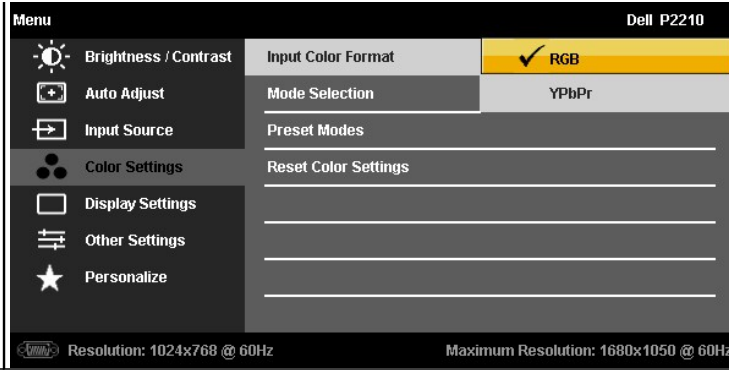 Menu Dell P2210
Brightness / Contrast Input Color Format RGB
Auto Adjust Mode Selection YPbPr
Input Source Preset Modes
Color Settings Reset Color Settings
Display Settings
Other Settings
Personalize
Resolution: 1024x768 @ 60Hz Maximum Resolution: 1680x1050 @ 60Hz